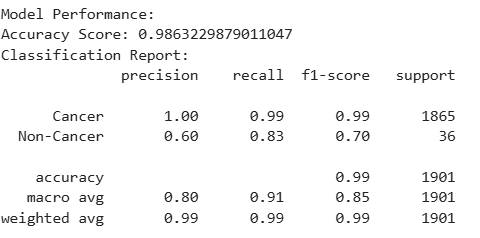 Model Performance:
Accuracy Score: 0.9863229879011047
Classification Report:
precision recall f1-score support
Cancer 1.00 0.99 0.99 1865
Non-Cancer 0.60 0.83 0.70 36
accuracy 0.99 1901
macro avg 0.80 0.91 0.85 1901
weighted avg 0.99 0.99 0.99 1901